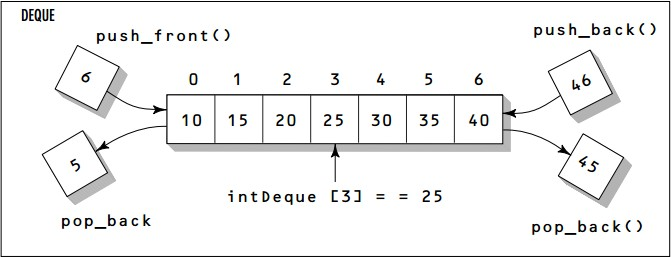 DEQUE
push_front()
push_back()
6
46
0 1 2 3 4 5 6
10 15 20 25 30 35 40
5
45
intDeque [3] = = 25
pop_back
pop_back()